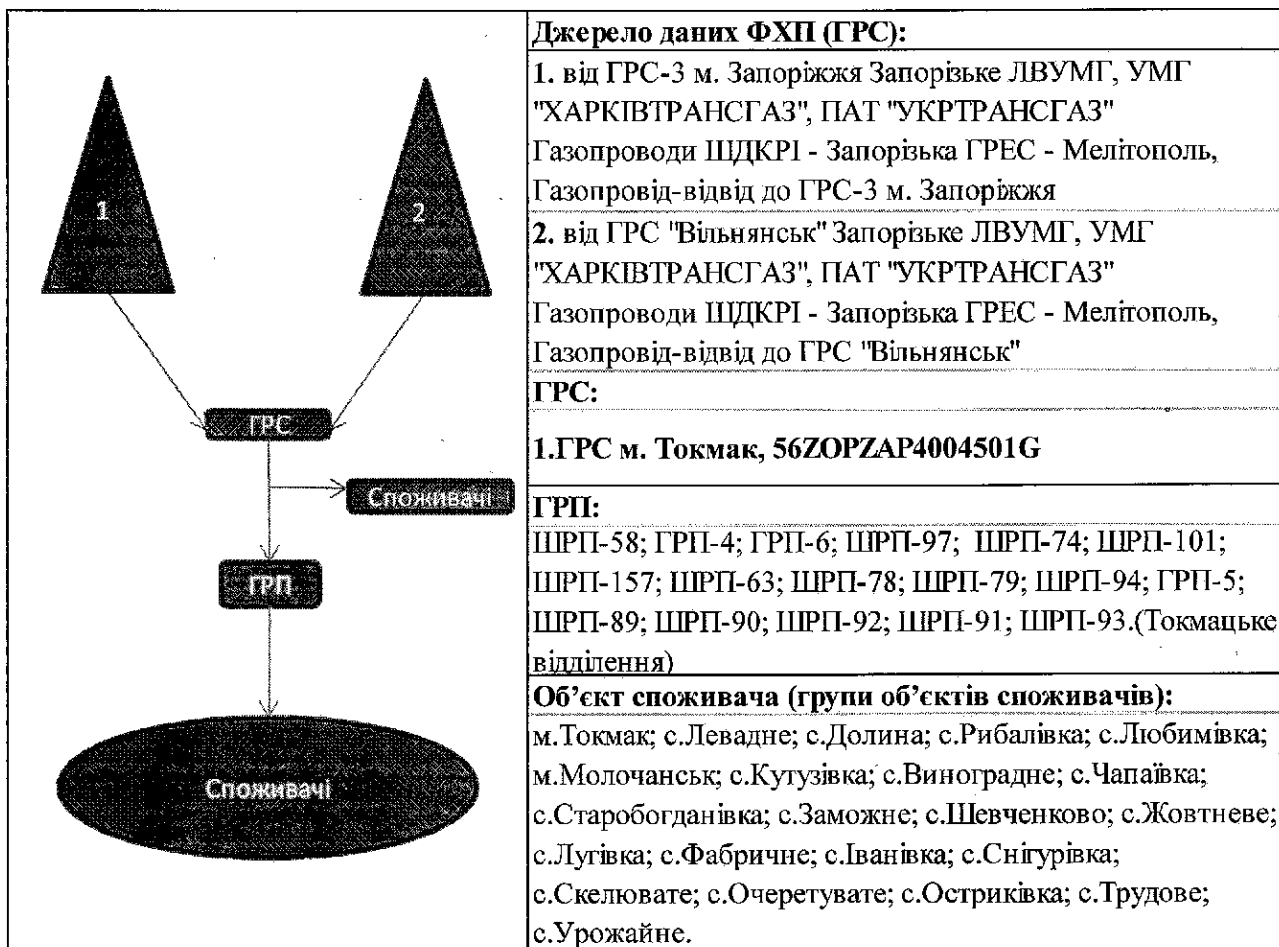 1
2
ГРС
Споживачі
ГРП
Споживачі
Джерело даних ФХП (ГРС):
1. від ГРС-3 м. Запоріжжя Запорізьке ЛВУМГ, УМГ
"ХАРКІВТРАНСГАЗ", ПАТ "УКРТРАНСГАЗ"
Газопроводи ШДКРІ - Запорізька ГРЕС - Мелітополь,
Газопровід-відвід до ГРС-3 м. Запоріжжя
2. від ГРС "Вільнянськ" Запорізьке ЛВУМГ, УМГ
"ХАРКІВТРАНСГАЗ", ПАТ "УКРТРАНСГАЗ"
Газопроводи ШДКРІ - Запорізька ГРЕС - Мелітополь,
Газопровід-відвід до ГРС "Вільнянськ"
ГРС:
1.ГРС м. Токмак, 56ZOPZAP4004501G
ГРП:
ШРП-58; ГРП-4; ГРП-6; ШРП-97; ШРП-74; ШРП-101;
ШРП-157; ШРП-63; ШРП-78; ШРП-79; ШРП-94; ГРП-5;
ШРП-89; ШРП-90; ШРП-92; ШРП-91; ШРП-93.(Токмацьке
відділення)
Об’єкт споживача (групи об’єктів споживачів):
м.Токмак; с.Левадне; с.Долина; с.Рибалівка; с.Любимівка;
м.Молочанськ; с.Кутузівка; с.Виноградне; с.Чапаївка;
с.Старобогданівка; с.Заможне; с.Шевченково; с.Жовтневе;
с.Лугівка; с.Фабричне; с.Іванівка; с.Снігурівка;
с.Скелювате; с.Очеретувате; с.Остриківка; с.Трудове;
с.Урожайне.